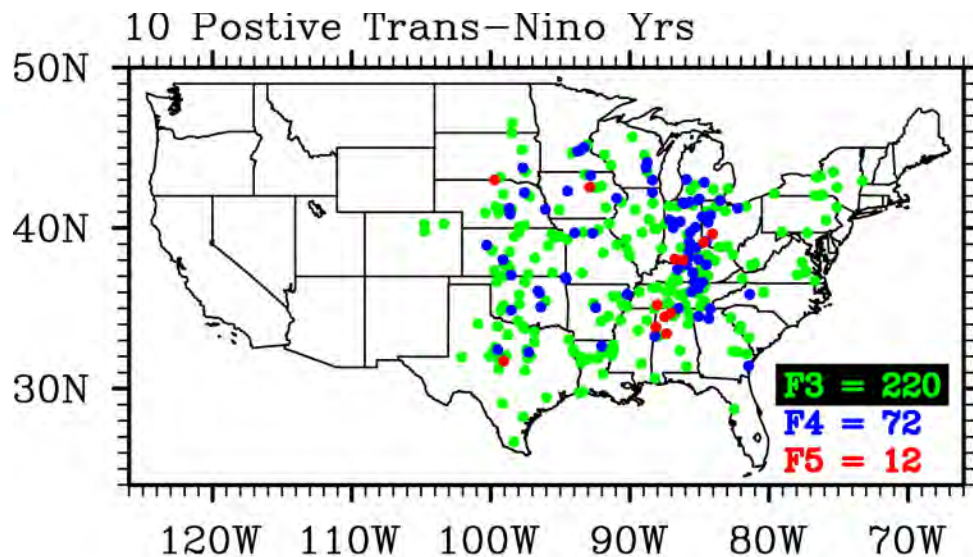 10 Postive Trans-Nino Yrs
50N
40N
30N
F3 = 220
F4 = 72
F5 = 12
120W 110W 100W 90W 80W 70W